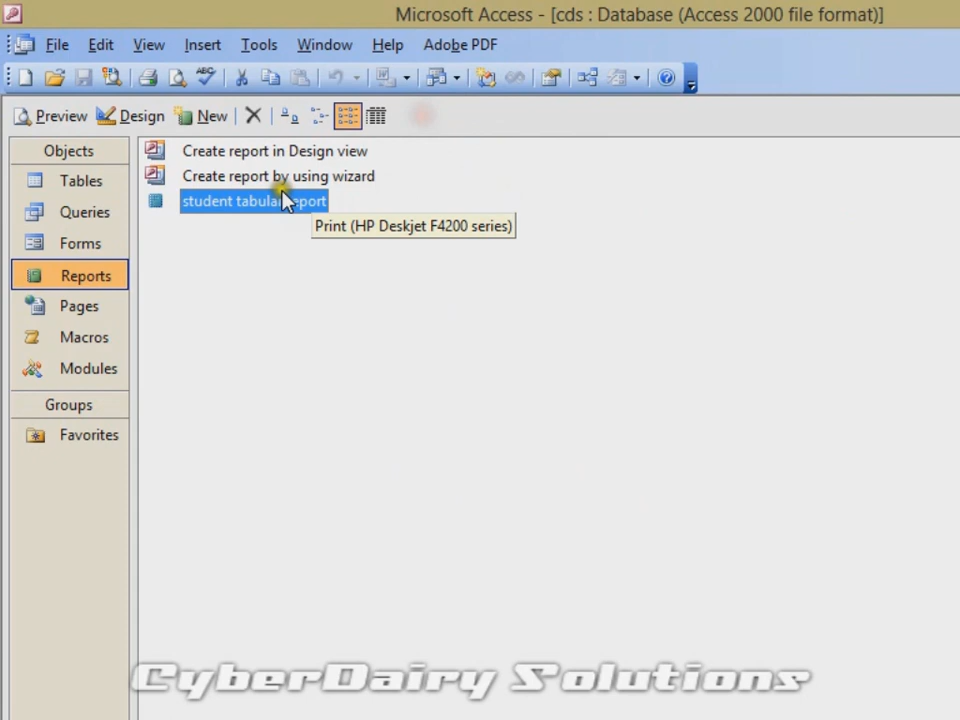 Microsoft Access - [cds : Database (Access 2000 file format)]
File Edit View Insert Tools Window Help Adobe PDF
Preview Design New
Objects
Tables
Queries
Forms
Reports
Pages
Macros
Modules
Groups
Favorites
Create report in Design view
Create report by using wizard
student tabular report
Print (HP Deskjet F4200 series)
CyberDairy Solutions